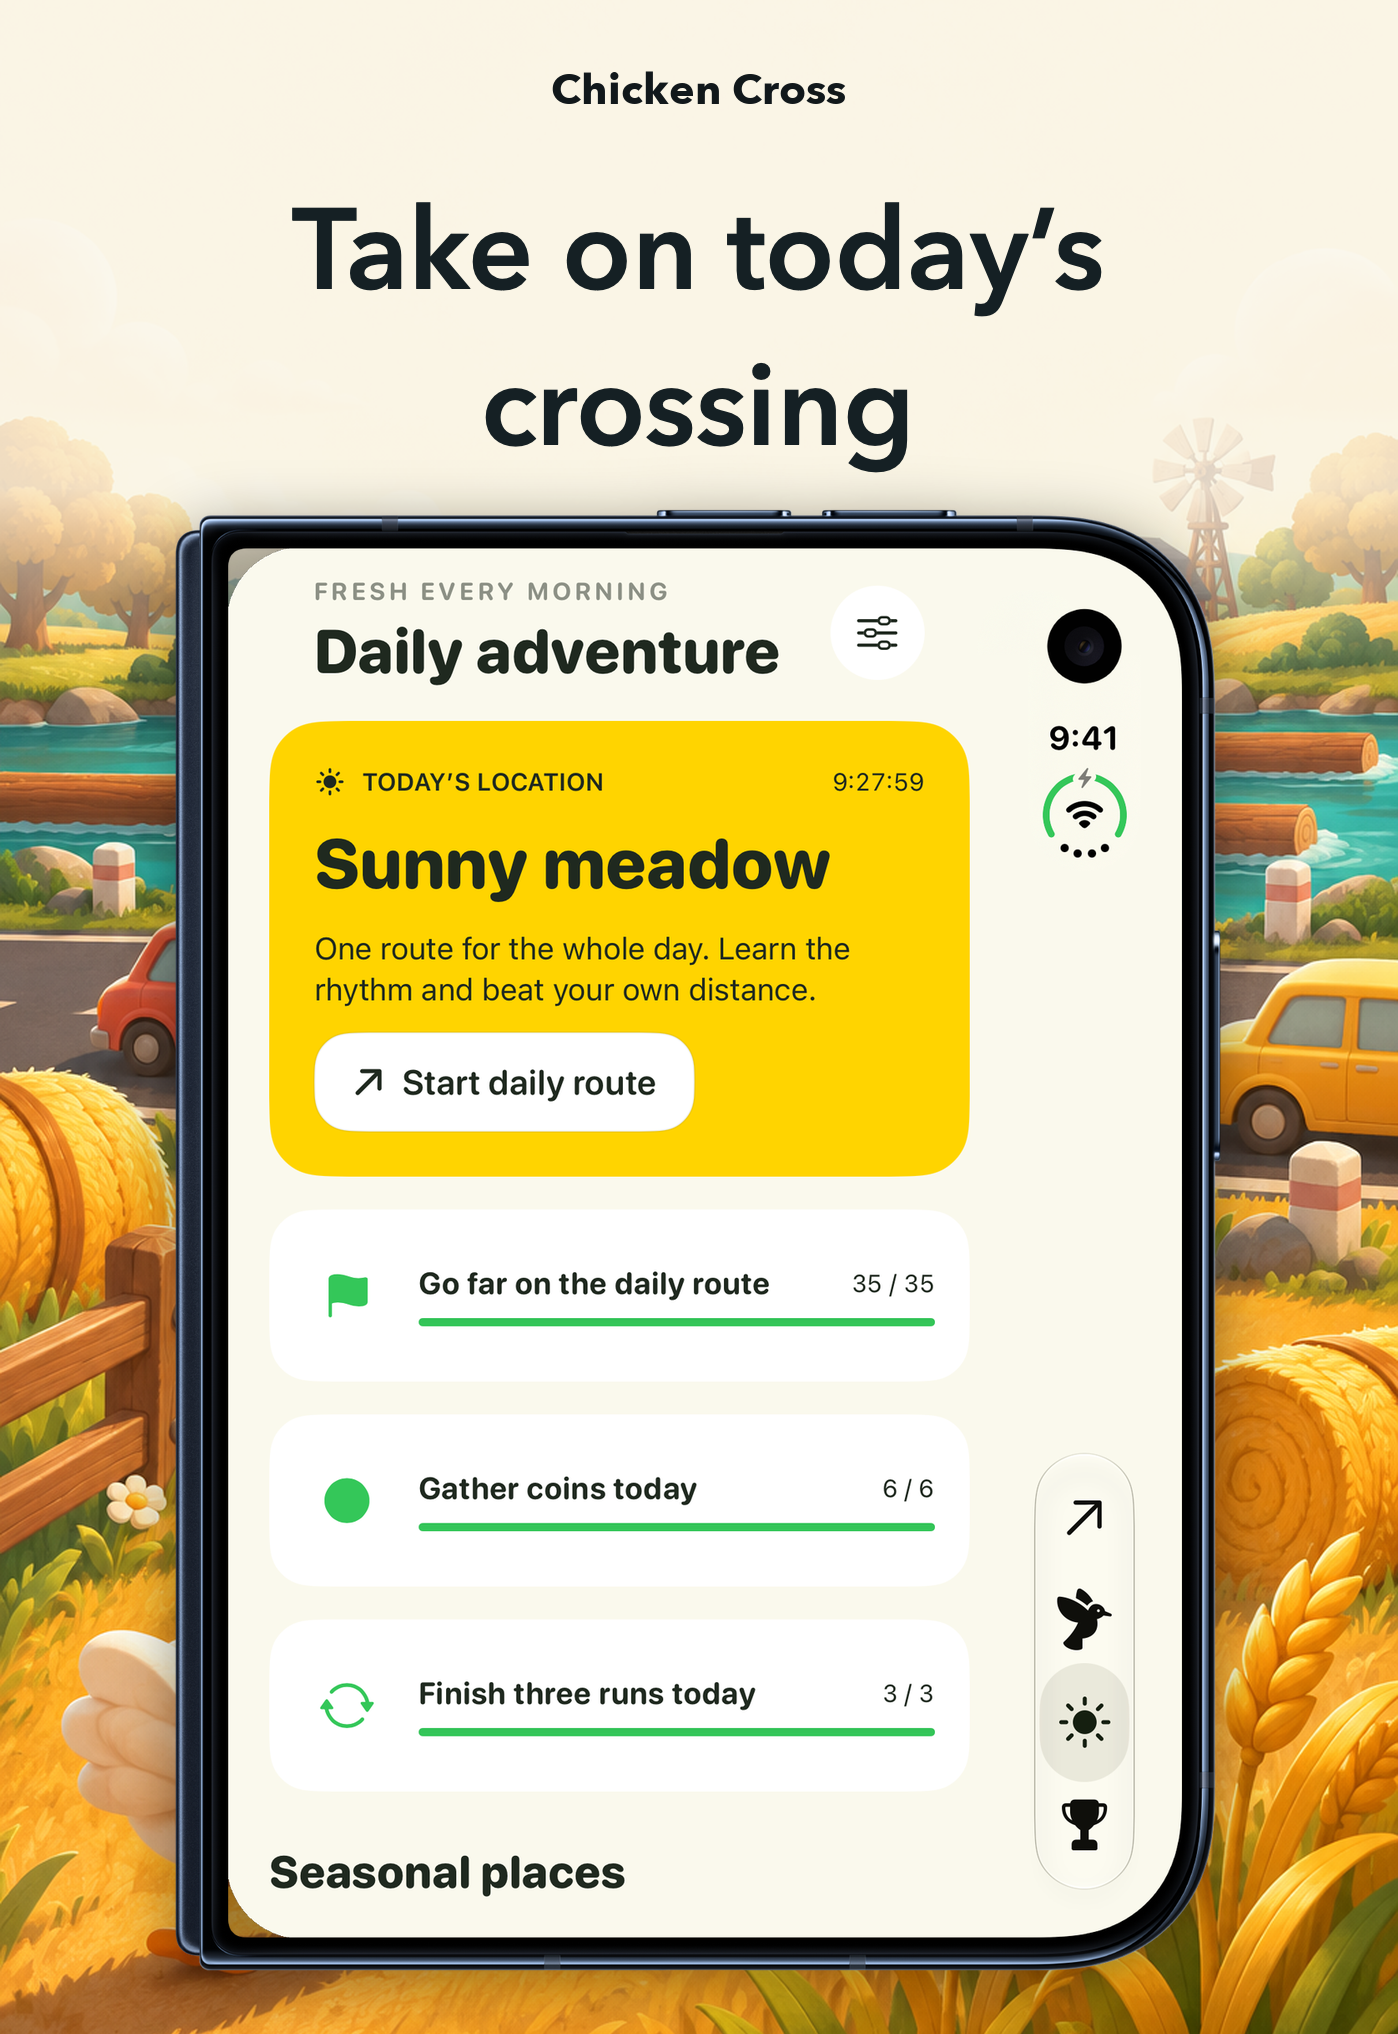 Chicken Cross
Take on today’s
crossing
FRESH EVERY MORNING
Daily adventure
9:41
TODAY’S LOCATION
9:27:59
Sunny meadow
One route for the whole day. Learn the
rhythm and beat your own distance.
Start daily route
Go far on the daily route
35 / 35
Gather coins today
6 / 6
Finish three runs today
3 / 3
Seasonal places